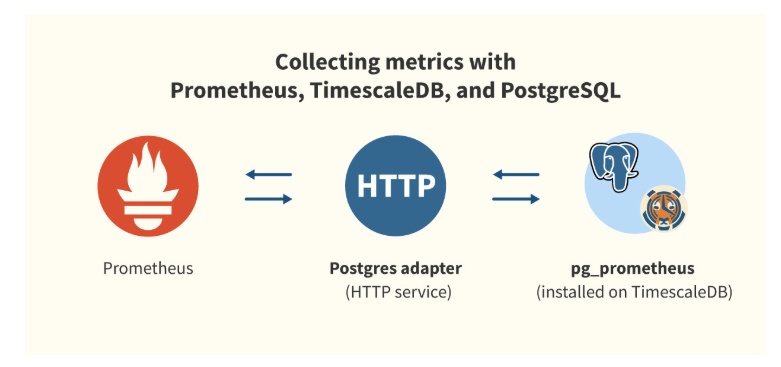 Collecting metrics with
Prometheus, TimescaleDB, and PostgreSQL
HTTP
Prometheus
Postgres adapter
(HTTP service)
pg_prometheus
(installed on TimescaleDB)